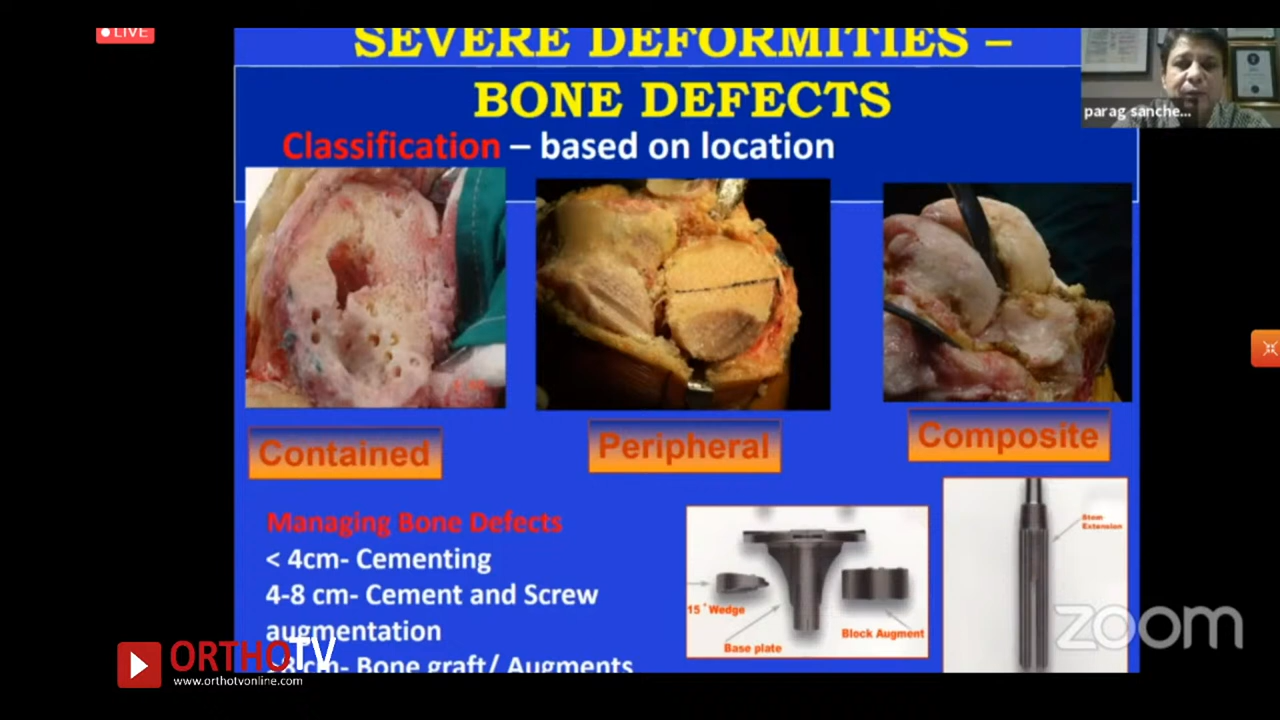 LIVE
SEVERE DEFORMITIES –
BONE DEFECTS
parag sanche...
Classification – based on location
Contained
Peripheral
Composite
Managing Bone Defects
< 4cm- Cementing
4-8 cm- Cement and Screw
augmentation
8 cm- Bone graft/ Augments
15° Wedge
Base plate
Block Augment
Stem
Extension
zoom
ORTHOTV
www.orthotvonline.com